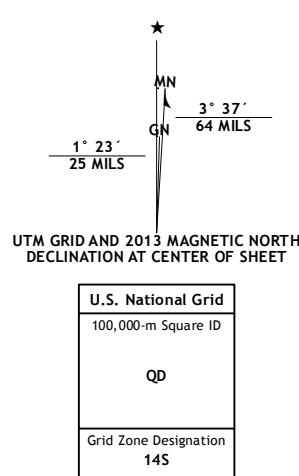 ★
MN
3° 37´
64 MILS
GN
1° 23´
25 MILS
UTM GRID AND 2013 MAGNETIC NORTH
DECLINATION AT CENTER OF SHEET
U.S. National Grid
100,000-m Square ID
QD
Grid Zone Designation
14S